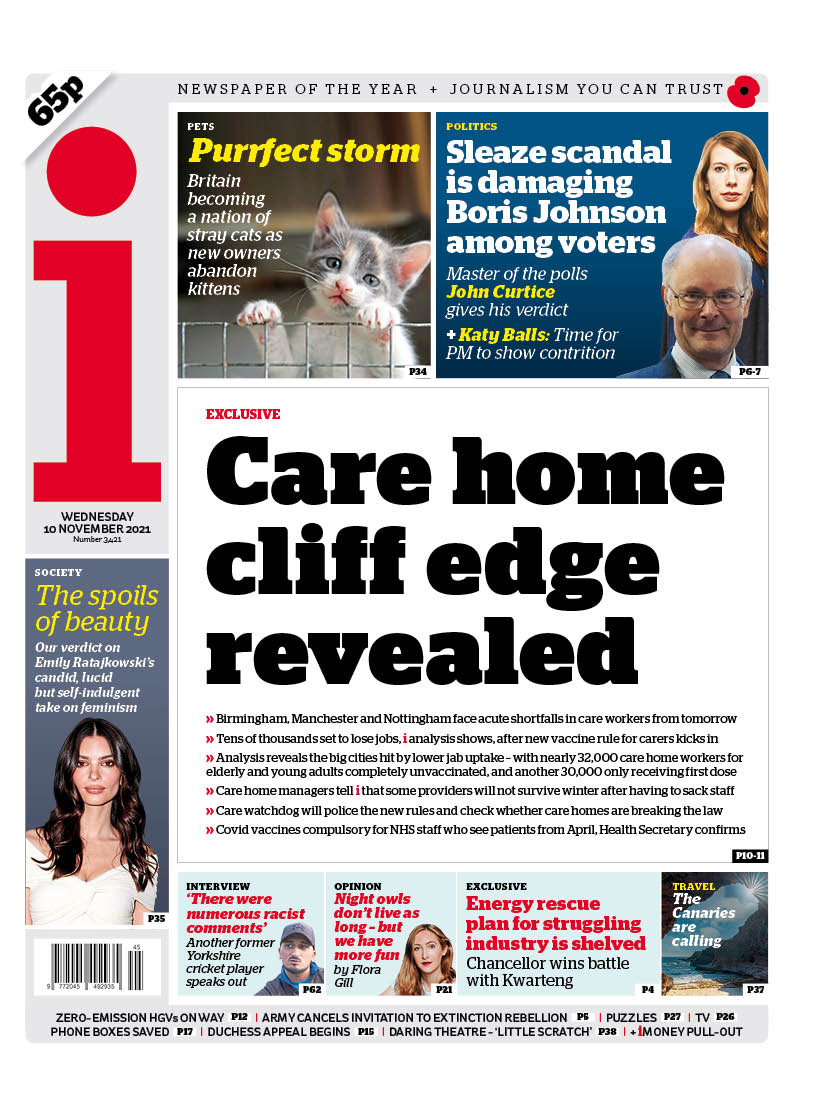 65p
NEWSPAPER OF THE YEAR + JOURNALISM YOU CAN TRUST
i
WEDNESDAY
10 NOVEMBER 2021
Number 3,421
PETS
Purrfect storm
Britain
becoming
a nation of
stray cats as
new owners
abandon
kittens
P34
POLITICS
Sleaze scandal
is damaging
Boris Johnson
among voters
Master of the polls
John Curtice
gives his verdict
+ Katy Balls: Time for
PM to show contrition
P6-7
SOCIETY
The spoils
of beauty
Our verdict on
Emily Ratajkowski's
candid, lucid
but self-indulgent
take on feminism
P35
EXCLUSIVE
Care home
cliff edge
revealed
» Birmingham, Manchester and Nottingham face acute shortfalls in care workers from tomorrow
» Tens of thousands set to lose jobs, i analysis shows, after new vaccine rule for carers kicks in
» Analysis reveals the big cities hit by lower jab uptake – with nearly 32,000 care home workers for
elderly and young adults completely unvaccinated, and another 30,000 only receiving first dose
» Care home managers tell i that some providers will not survive winter after having to sack staff
» Care watchdog will police the new rules and check whether care homes are breaking the law
» Covid vaccines compulsory for NHS staff who see patients from April, Health Secretary confirms
P10-11
INTERVIEW
'There were
numerous racist
comments'
Another former
Yorkshire
cricket player
speaks out
P62
OPINION
Night owls
don't live as
long – but
we have
more fun
by Flora
Gill
P21
EXCLUSIVE
Energy rescue
plan for struggling
industry is shelved
Chancellor wins battle
with Kwarteng
P4
TRAVEL
The
Canaries
are
calling
P37
45
9 772045 492935
ZERO-EMISSION HGVs ON WAY P12 | ARMY CANCELS INVITATION TO EXTINCTION REBELLION P5 | PUZZLES P27 | TV P26
PHONE BOXES SAVED P17 | DUCHESS APPEAL BEGINS P15 | DARING THEATRE - 'LITTLE SCRATCH' P38 | + iMONEY PULL-OUT